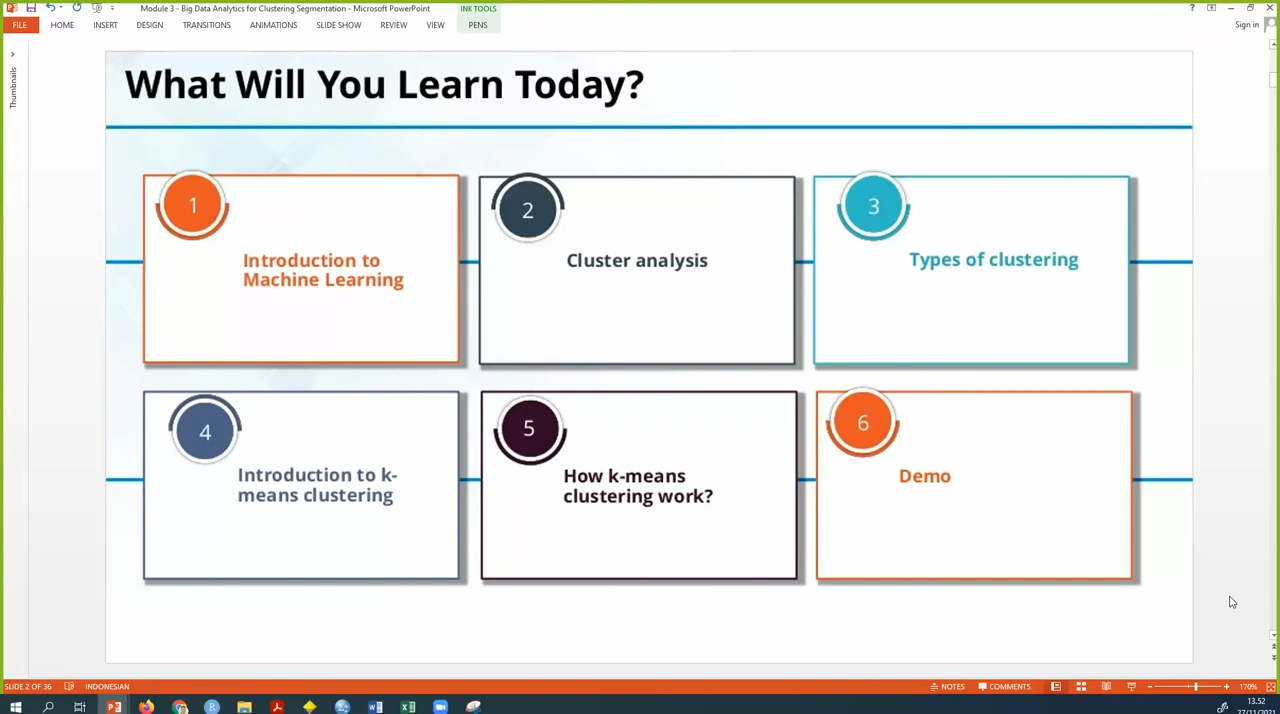 Module 3 - Big Data Analytics for Clustering Segmentation - Microsoft PowerPoint
INK TOOLS
?
FILE HOME INSERT DESIGN TRANSITIONS ANIMATIONS SLIDE SHOW REVIEW VIEW PENS
Sign in
Thumbnails
What Will You Learn Today?
1
Introduction to
Machine Learning
2
Cluster analysis
3
Types of clustering
4
Introduction to k-
means clustering
5
How k-means
clustering work?
6
Demo
SLIDE 2 OF 36
INDONESIAN
NOTES
COMMENTS
170%
13.52
27/11/2021